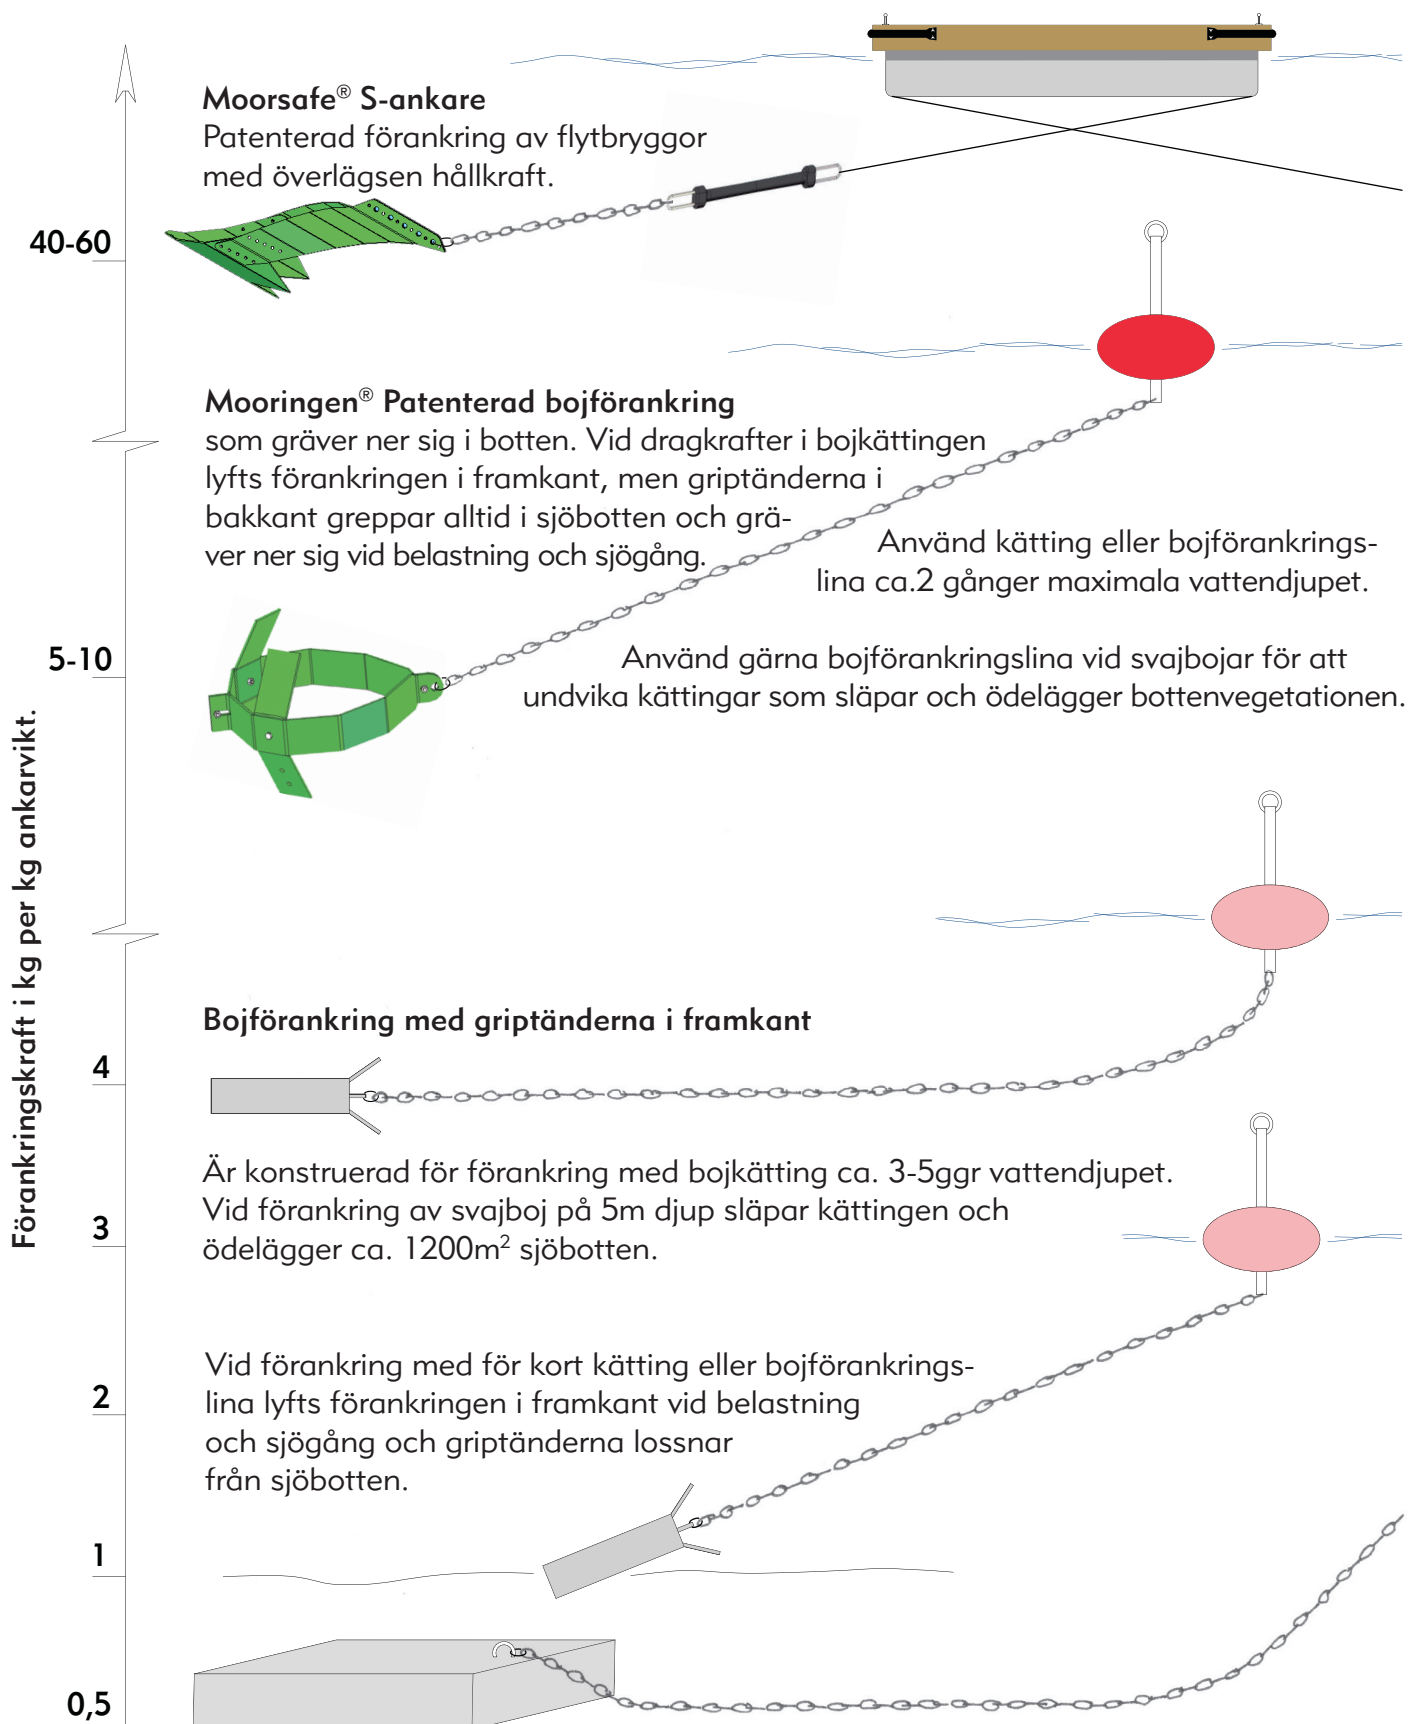 Moorsafe® S-ankare
Patenterad förankring av flytbryggor
med överlägsen hållkraft.
40-60
Mooringen® Patenterad bojförankring
som gräver ner sig i botten. Vid dragkrafter i bojkättingen
lyfts förankringen i framkant, men griptänderna i
bakkant greppar alltid i sjöbotten och grä-
ver ner sig vid belastning och sjögång.
Använd kätting eller bojförankrings-
lina ca.2 gånger maximala vattendjupet.
5-10
Använd gärna bojförankringslina vid svajbojar för att
undvika kättingar som släpar och ödelägger bottenvegetationen.
Förankringskraft i kg per kg ankarvikt.
Bojförankring med griptänderna i framkant
4
Är konstruerad för förankring med bojkätting ca. 3-5ggr vattendjupet.
Vid förankring av svajboj på 5m djup släpar kättingen och
ödelägger ca. 1200m² sjöbotten.
3
Vid förankring med för kort kätting eller bojförankrings-
lina lyfts förankringen i framkant vid belastning
och sjögång och griptänderna lossnar
från sjöbotten.
2
1
0,5